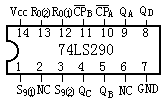 Vcc R0(2) R0(1) CPB CPA QA QD
14 13 12 11 10 9 8
74LS290
1 2 3 4 5 6 7
S9(1) NC S9(2) QC QB NC GND